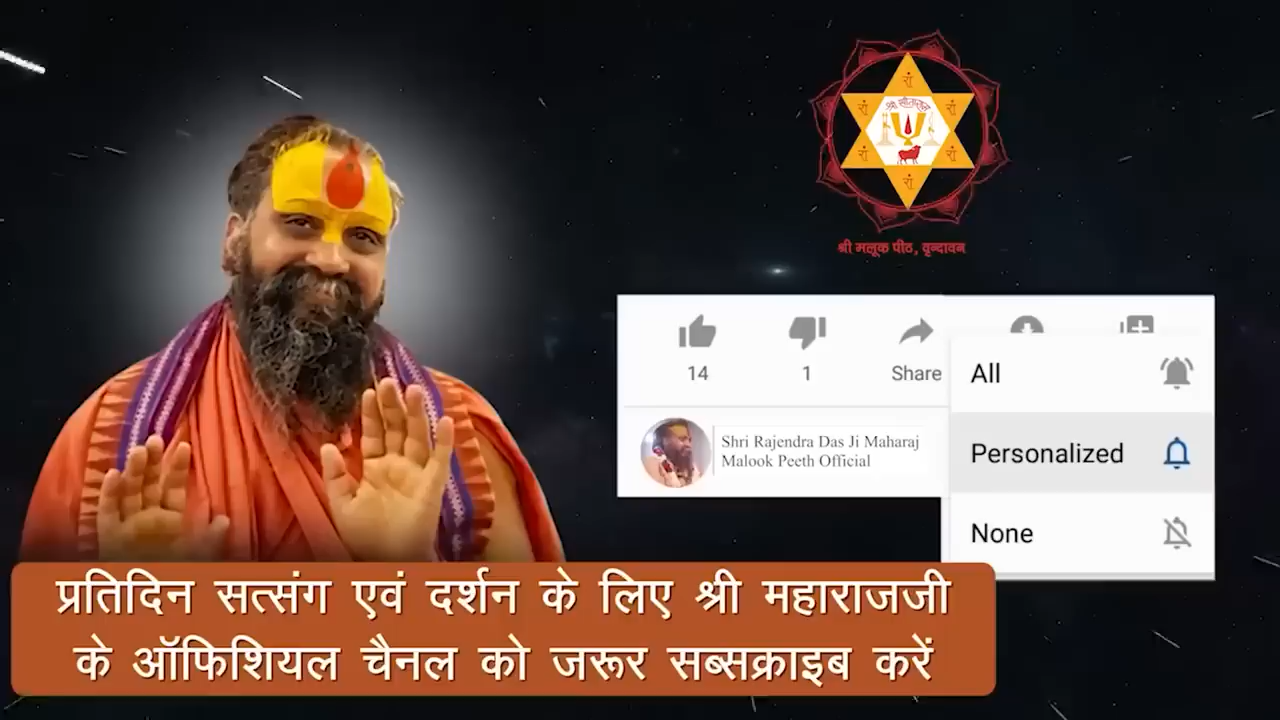 रां
रां
रां
श्री सीताराम
रां
रां
रां
श्री मलूक पीठ, वृन्दावन
14
1
Share
All
Personalized
None
Shri Rajendra Das Ji Maharaj
Malook Peeth Official
प्रतिदिन सत्संग एवं दर्शन के लिए श्री महाराजजी
के ऑफिशियल चैनल को जरूर सब्सक्राइब करें